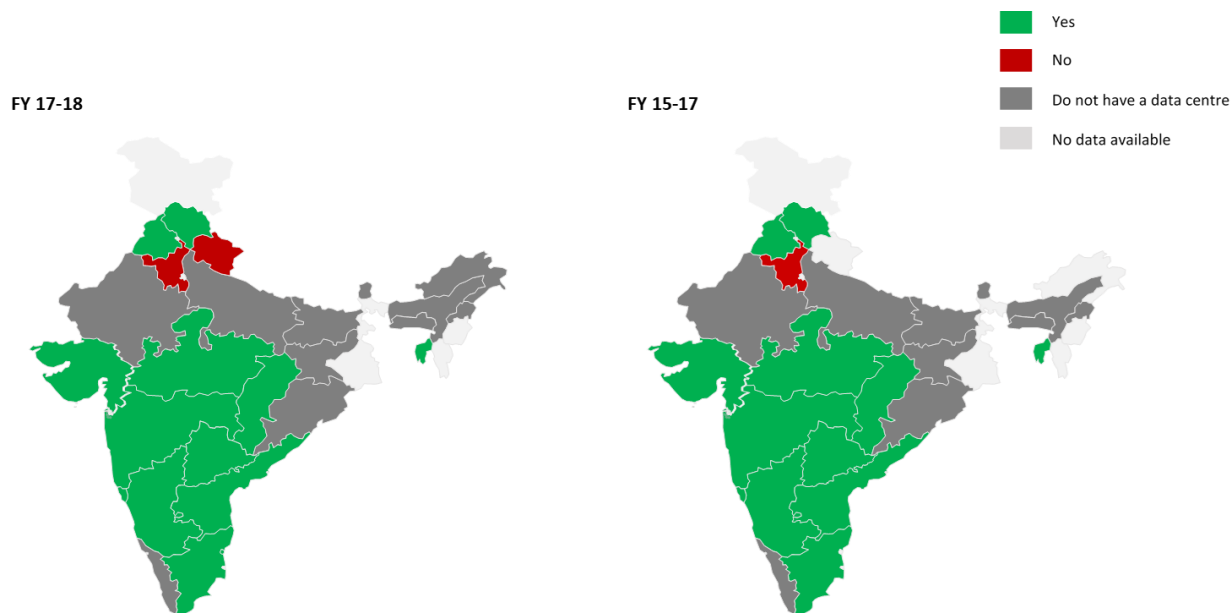 Yes
No
FY 17-18
FY 15-17
Do not have a data centre
No data available